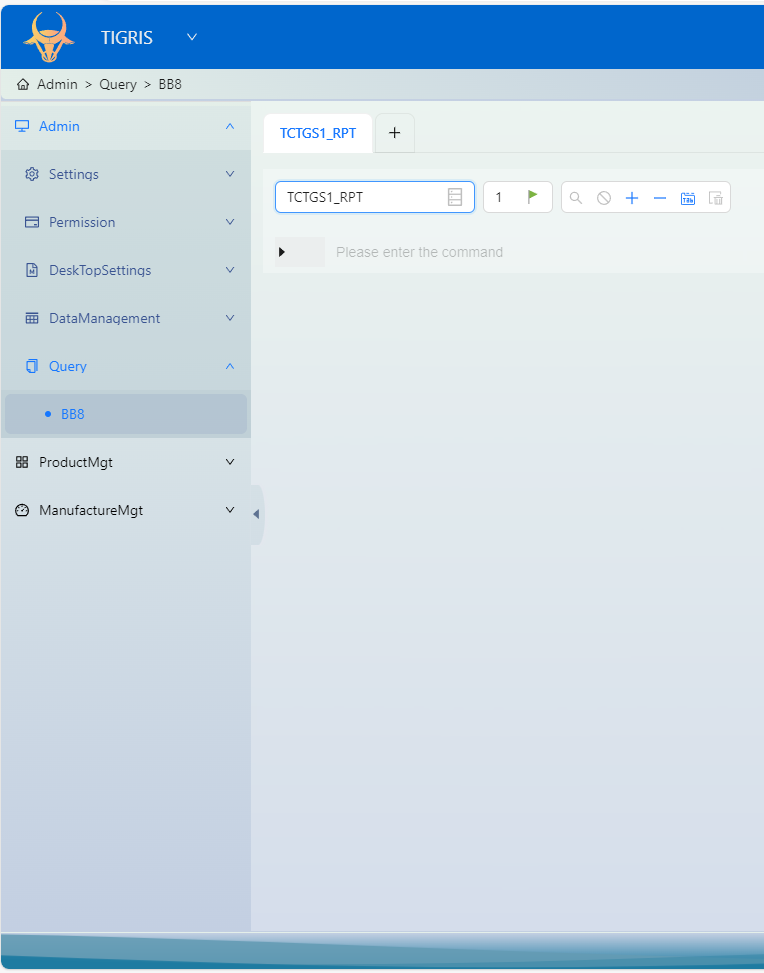 TIGRIS
Admin > Query > BB8
Admin
Settings
Permission
DeskTopSettings
DataManagement
Query
BB8
ProductMgt
ManufactureMgt
TCTGS1_RPT
TCTGS1_RPT 1
Please enter the command